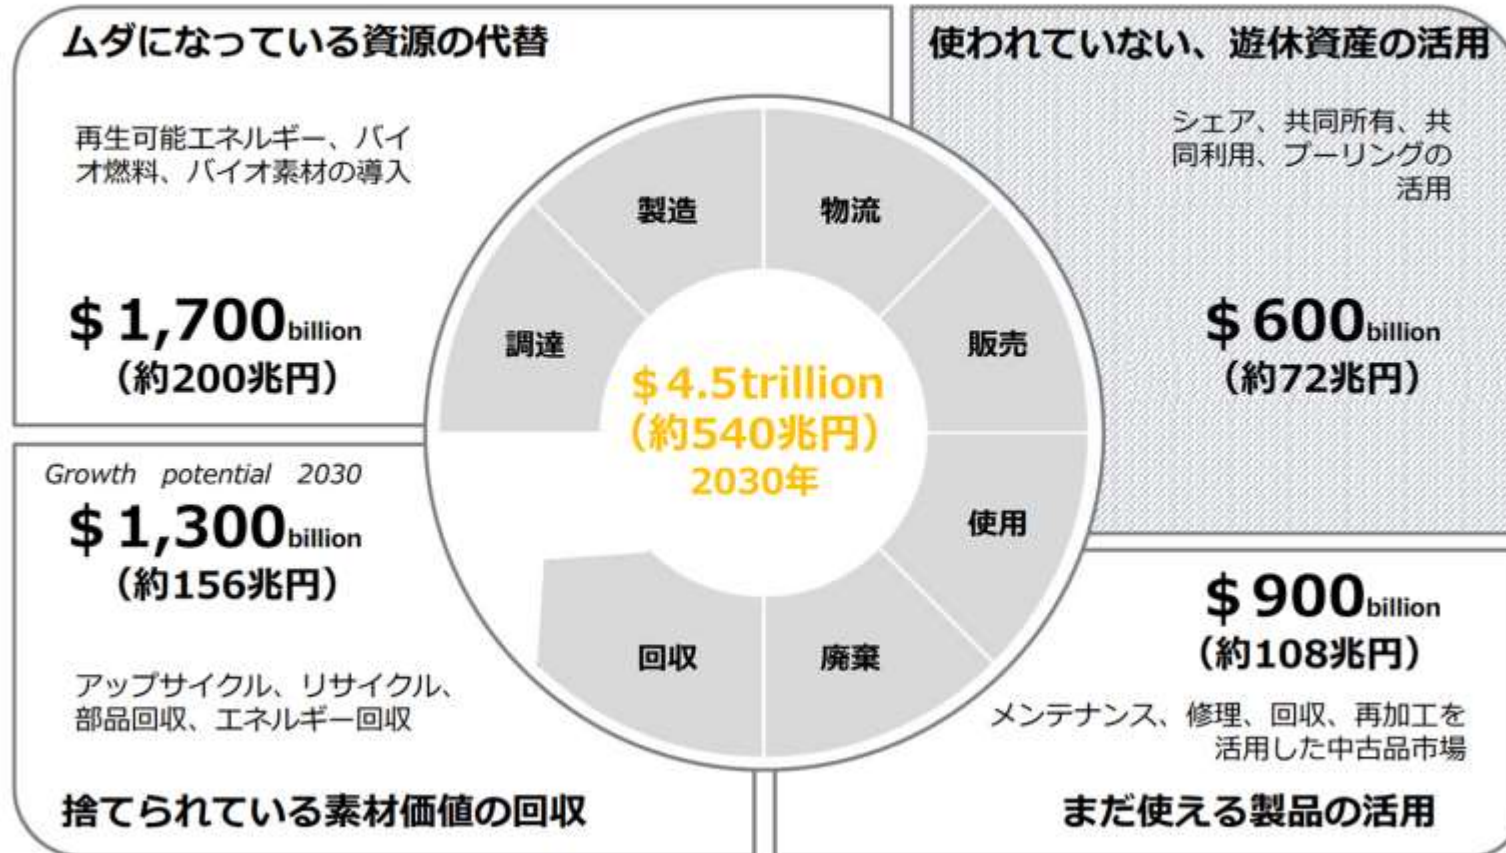 ムダになっている資源の代替
再生可能エネルギー、バイ
オ燃料、バイオ素材の導入
$ 1,700 billion
（約200兆円）
使われていない、遊休資産の活用
シェア、共同所有、共
同利用、プーリングの
活用
$ 600 billion
（約72兆円）
製造
物流
調達
販売
使用
廃棄
回収
$ 4.5trillion
（約540兆円）
2030年
Growth potential 2030
$ 1,300 billion
（約156兆円）
アップサイクル、リサイクル、
部品回収、エネルギー回収
捨てられている素材価値の回収
$ 900 billion
（約108兆円）
メンテナンス、修理、回収、再加工を
活用した中古品市場
まだ使える製品の活用